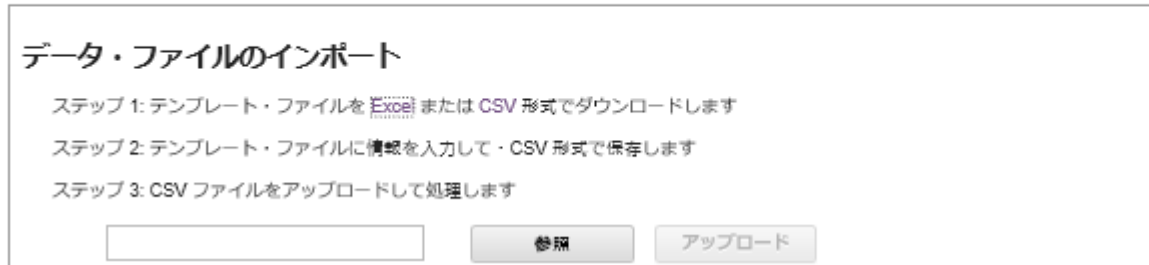 データ・ファイルのインポート
ステップ 1: テンプレート・ファイルを Excel または CSV 形式でダウンロードします
ステップ 2: テンプレート・ファイルに情報を入力して・CSV 形式で保存します
ステップ 3: CSV ファイルをアップロードして処理します
参照 アップロード